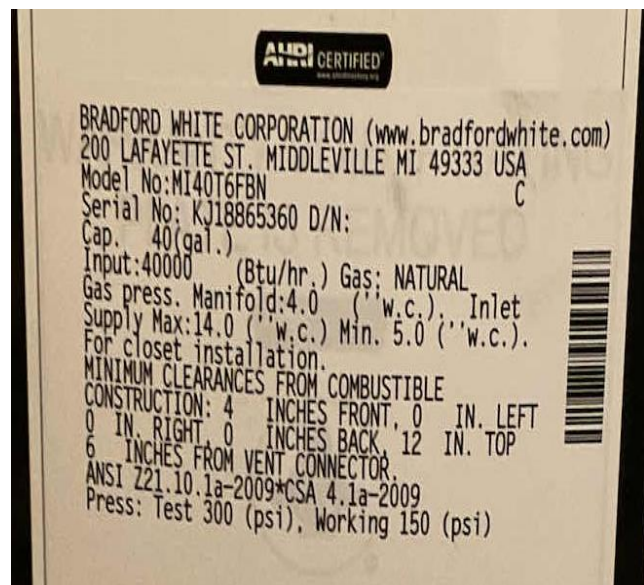 AHRI CERTIFIED
www.ahridirectory.org
BRADFORD WHITE CORPORATION (www.bradfordwhite.com)
200 LAFAYETTE ST. MIDDLEVILLE MI 49333 USA
Model No:MI40T6FBN C
Serial No: KJ18865360 D/N:
Cap. 40(gal.)
Input:40000 (Btu/hr.) Gas: NATURAL
Gas press. Manifold:4.0 (''w.c.). Inlet
Supply Max:14.0 (''w.c.) Min. 5.0 (''w.c.).
For closet installation.
MINIMUM CLEARANCES FROM COMBUSTIBLE
CONSTRUCTION: 4 INCHES FRONT, 0 IN. LEFT
0 IN. RIGHT, 0 INCHES BACK, 12 IN. TOP
6 INCHES FROM VENT CONNECTOR.
ANSI Z21.10.1a-2009*CSA 4.1a-2009
Press: Test 300 (psi), Working 150 (psi)